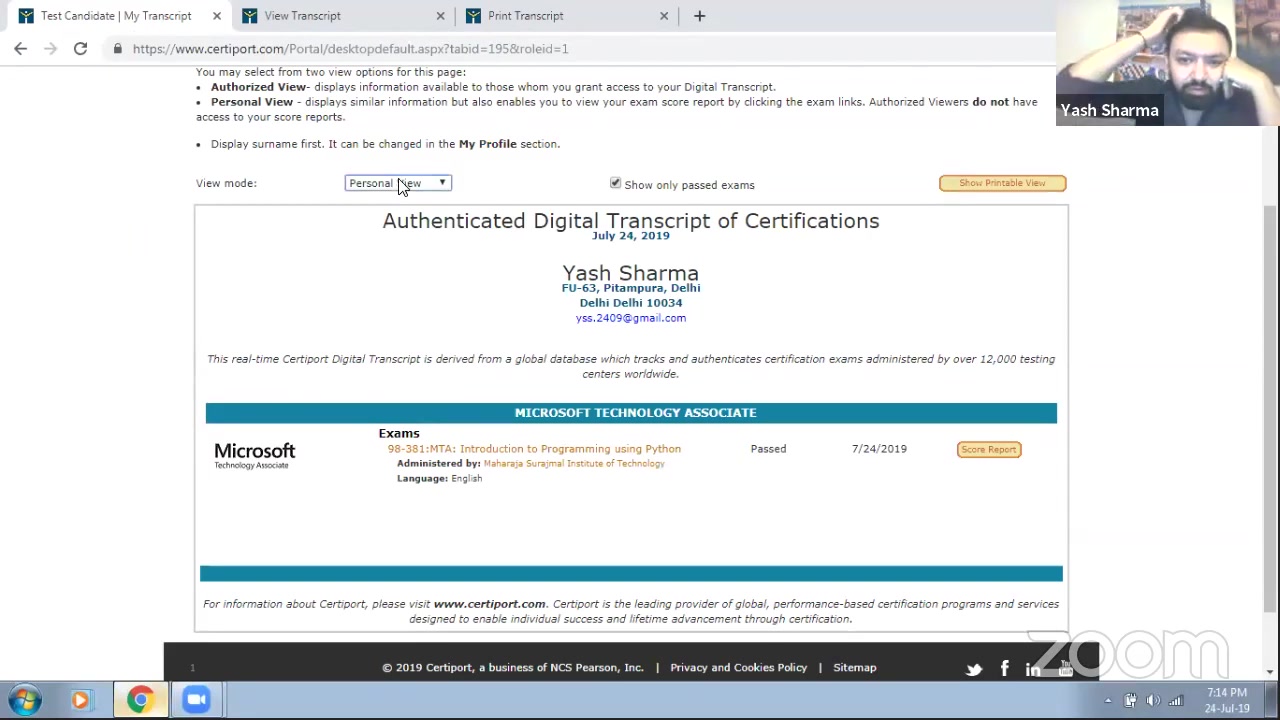 Test Candidate | My Transcript
View Transcript
Print Transcript
https://www.certiport.com/Portal/desktopdefault.aspx?tabid=195&roleid=1
Yash Sharma
You may select from two view options for this page:
Authorized View- displays information available to those whom you grant access to your Digital Transcript.
Personal View - displays similar information but also enables you to view your exam score report by clicking the exam links. Authorized Viewers do not have
access to your score reports.
Display surname first. It can be changed in the My Profile section.
View mode: Personal View Show only passed exams Show Printable View
Authenticated Digital Transcript of Certifications
July 24, 2019
Yash Sharma
FU-63, Pitampura, Delhi
Delhi Delhi 10034
yss.2409@gmail.com
This real-time Certiport Digital Transcript is derived from a global database which tracks and authenticates certification exams administered by over 12,000 testing
centers worldwide.
MICROSOFT TECHNOLOGY ASSOCIATE
Exams
Microsoft
Technology Associate
98-381:MTA: Introduction to Programming using Python Passed 7/24/2019 Score Report
Administered by: Maharaja Surajmal Institute of Technology
Language: English
For information about Certiport, please visit www.certiport.com. Certiport is the leading provider of global, performance-based certification programs and services
designed to enable individual success and lifetime advancement through certification.
zoom
1 © 2019 Certiport, a business of NCS Pearson, Inc. | Privacy and Cookies Policy | Sitemap
7:14 PM
24-Jul-19